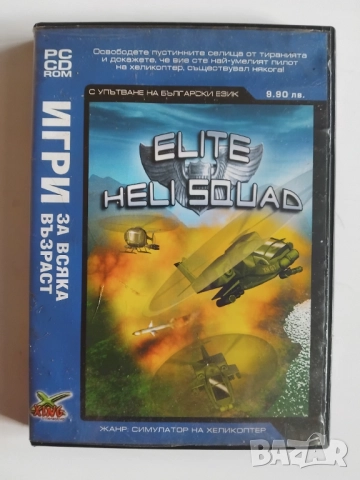 PC
CD
ROM
Освободете пустинните селища от тиранията
и докажете, че вие сте най-умелият пилот
на хеликоптер, съществувал някога!
С УПЪТВАНЕ НА БЪЛГАРСКИ ЕЗИК 9.90 лв.
ИГРИ
ЗА ВСЯКА
ВЪЗРАСТ
ELITE
HELI SQUAD
ЖАНР: СИМУЛАТОР НА ХЕЛИКОПТЕР
BAZAR